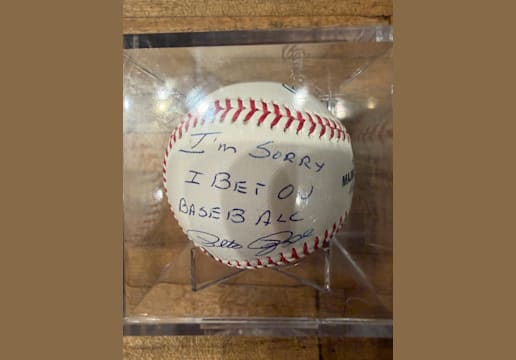 I'm SORRY
I BET ON
BASEBALL
Pete Rose